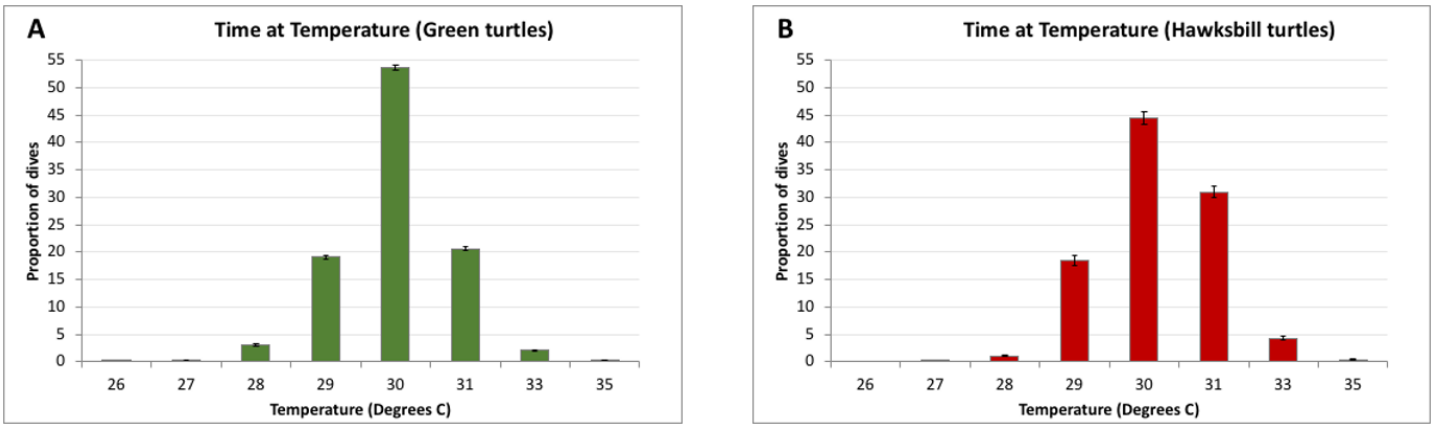 A
Time at Temperature (Green turtles)
Proportion of dives
55
50
45
40
35
30
25
20
15
10
5
0
26 27 28 29 30 31 33 35
Temperature (Degrees C)
B
Time at Temperature (Hawksbill turtles)
Proportion of dives
55
50
45
40
35
30
25
20
15
10
5
0
26 27 28 29 30 31 33 35
Temperature (Degrees C)